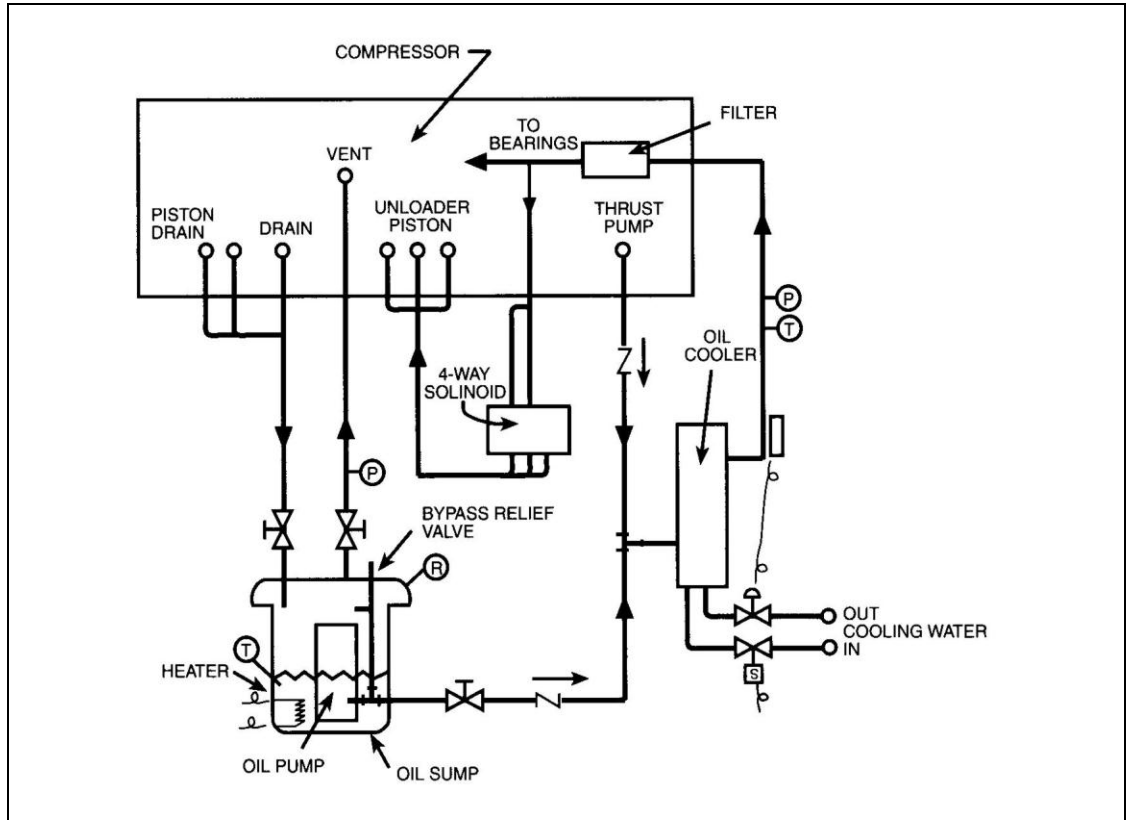 COMPRESSOR
TO
BEARINGS
FILTER
VENT
PISTON
DRAIN
DRAIN
UNLOADER
PISTON
THRUST
PUMP
P
T
OIL
COOLER
4-WAY
SOLINOID
P
BYPASS RELIEF
VALVE
R
OUT
COOLING WATER
IN
T
HEATER
S
OIL PUMP
OIL SUMP